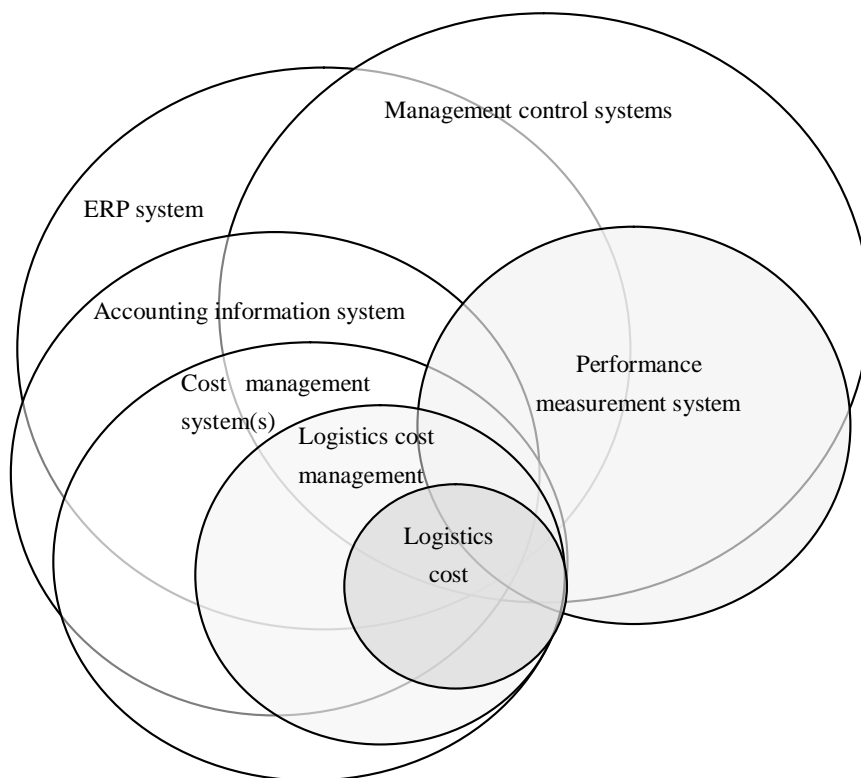 Management control systems
ERP system
Accounting information system
Performance
measurement system
Cost management
system(s)
Logistics cost
management
Logistics
cost